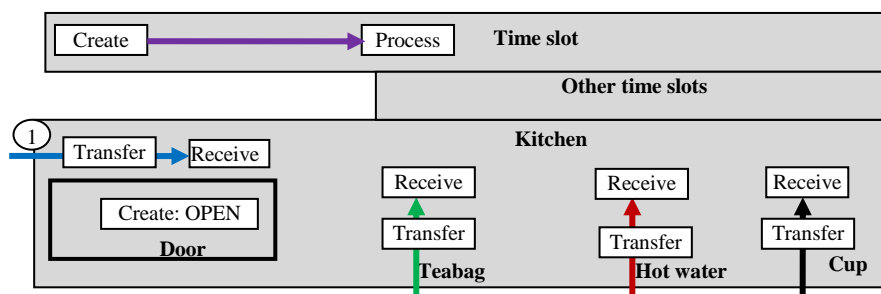 Create
Process
Time slot
Other time slots
1
Kitchen
Transfer
Receive
Receive
Receive
Receive
Create: OPEN
Transfer
Transfer
Transfer
Door
Teabag
Hot water
Cup